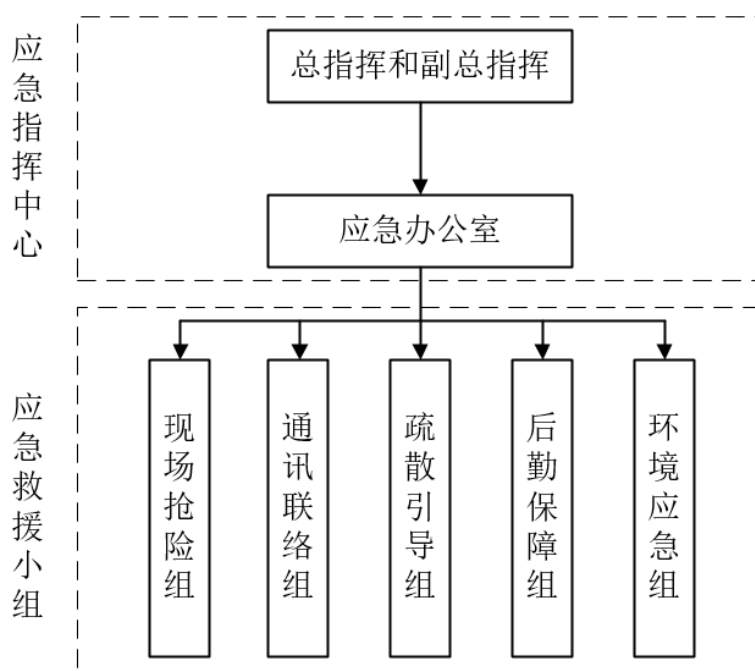 应急指挥中心
总指挥和副总指挥
应急办公室
应急救援小组
现场抢险组
通讯联络组
疏散引导组
后勤保障组
环境应急组